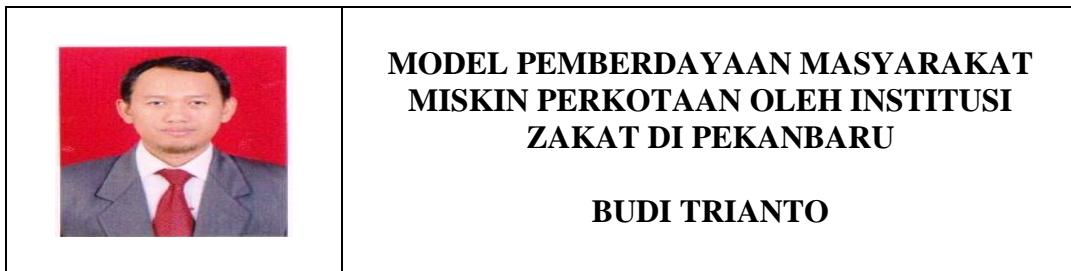 MODEL PEMBERDAYAAN MASYARAKAT
MISKIN PERKOTAAN OLEH INSTITUSI
ZAKAT DI PEKANBARU
BUDI TRIANTO